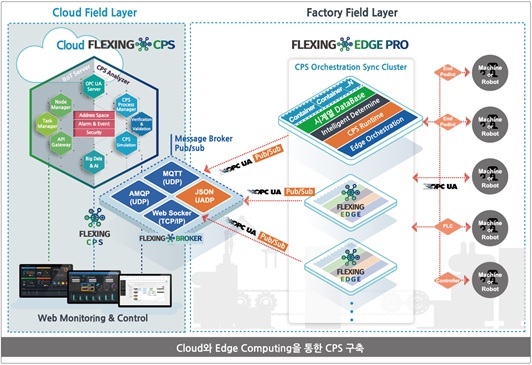 Cloud Field Layer
Factory Field Layer
Cloud FLEXING CPS
FLEXING EDGE PRO
CPS Orchestration Sync Cluster
BaT Server
CPS Analyzer
OPC UA
Server
Node
Manager
CPS
Process
Manager
Task
Manager
Address Space
Alarm & Event
Security
Verification &
Validation
API
Gateway
CPS
Simulation
Big Data
& AI
Container Container ...N
시계열 DataBase
Intelligent Determine
CPS Runtime
Edge Orchestration
Message Broker
Pub/sub
MQTT
(UDP)
AMQP
(UDP)
JSON
UADP
Web Socker
(TCP/IP)
FLEXING BROKER
OPC UA Pub/Sub
OPC UA Pub/Sub
OPC UA Pub/Sub
FLEXING
EDGE
FLEXING
EDGE
FLEXING
CPS
Web Monitoring & Control
Machine
Robot
Machine
Robot
OPC UA
Machine
Robot
PLC
Machine
Robot
Controller
Machine
Robot
Cloud와 Edge Computing을 통한 CPS 구축